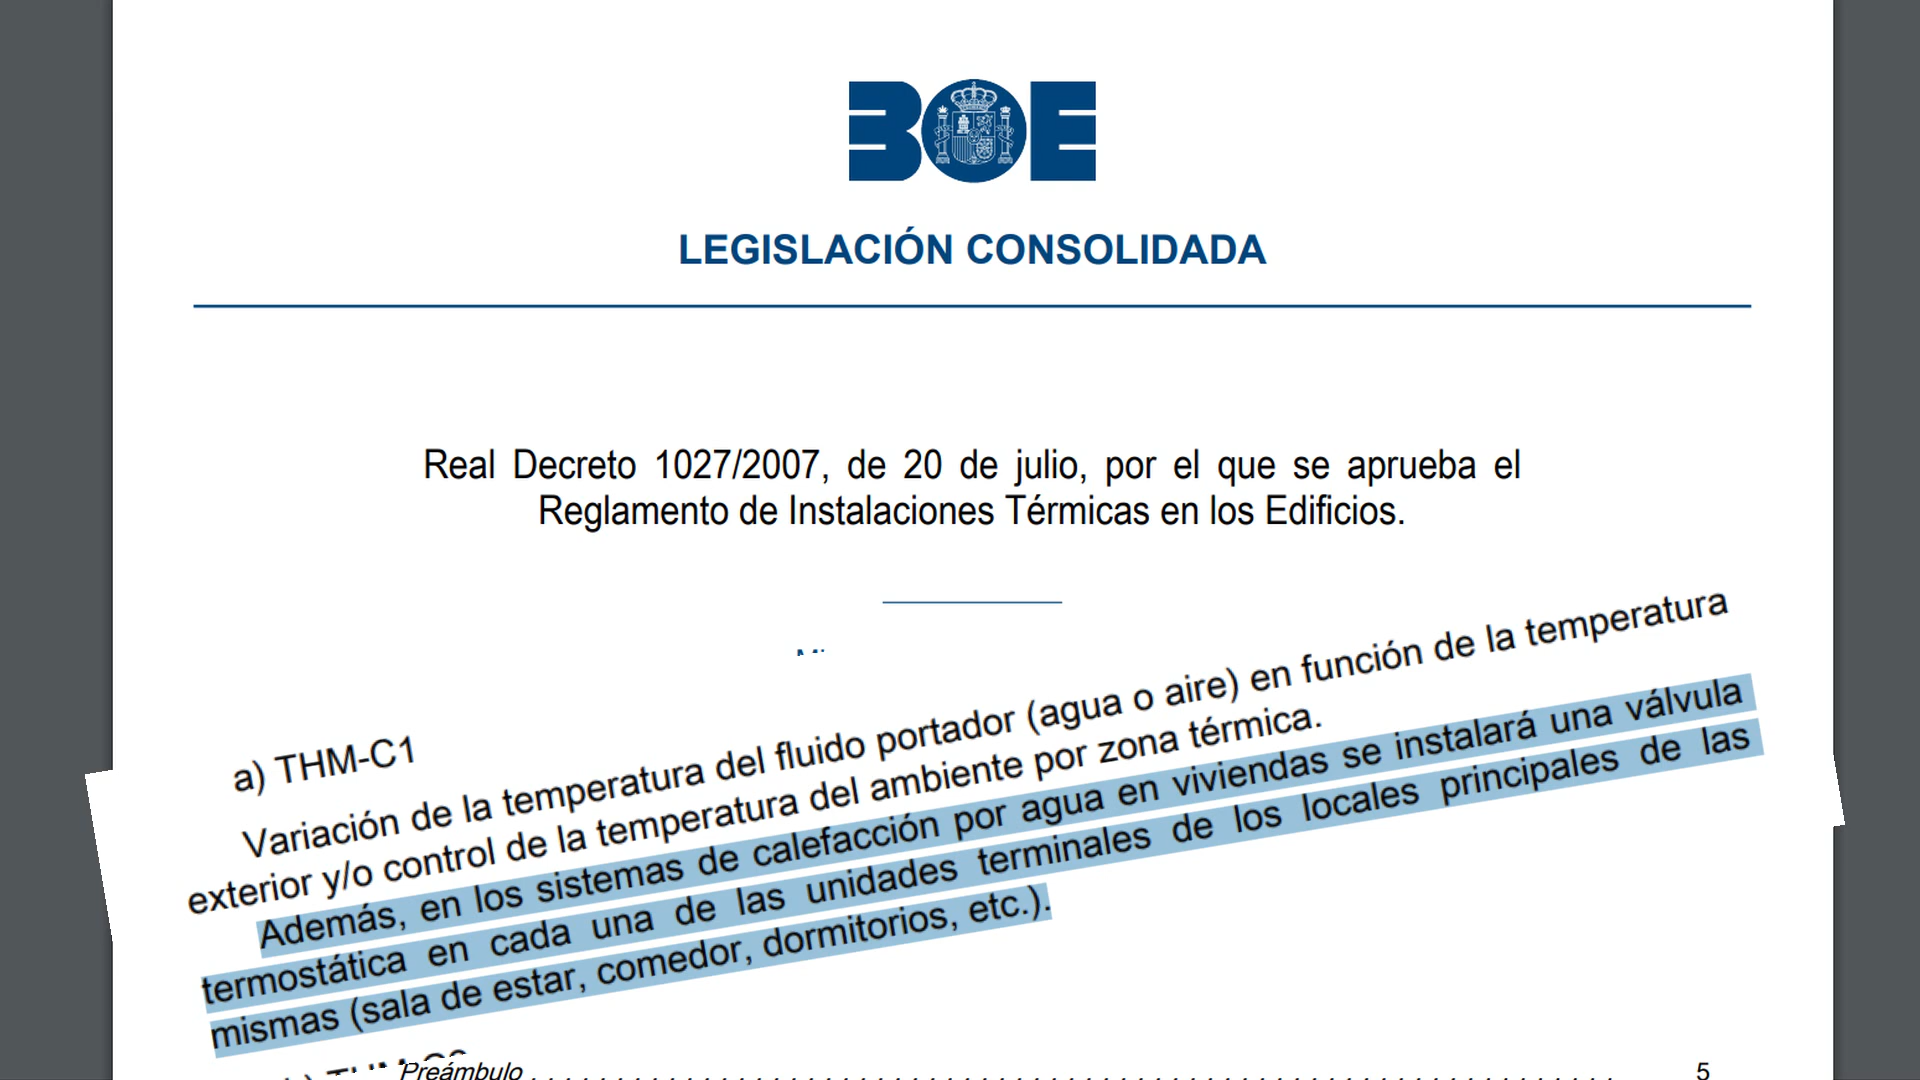 BOE
LEGISLACIÓN CONSOLIDADA
Real Decreto 1027/2007, de 20 de julio, por el que se aprueba el
Reglamento de Instalaciones Térmicas en los Edificios.
a) THM-C1
Variación de la temperatura del fluido portador (agua o aire) en función de la temperatura
exterior y/o control de la temperatura del ambiente por zona térmica.
Además, en los sistemas de calefacción por agua en viviendas se instalará una válvula
termostática en cada una de las unidades terminales de los locales principales de las
mismas (sala de estar, comedor, dormitorios, etc.).
Preámbulo 5